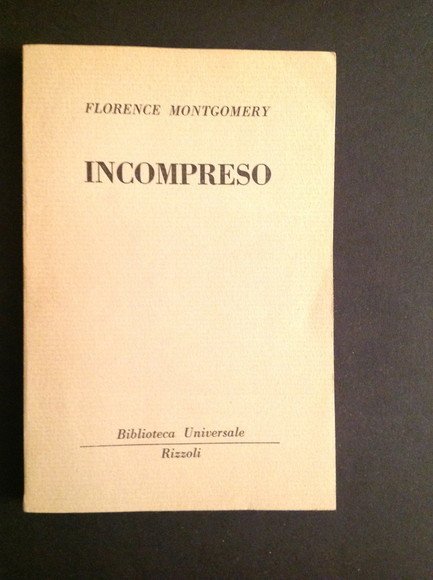 FLORENCE MONTGOMERY
INCOMPRESO
Biblioteca Universale
Rizzoli